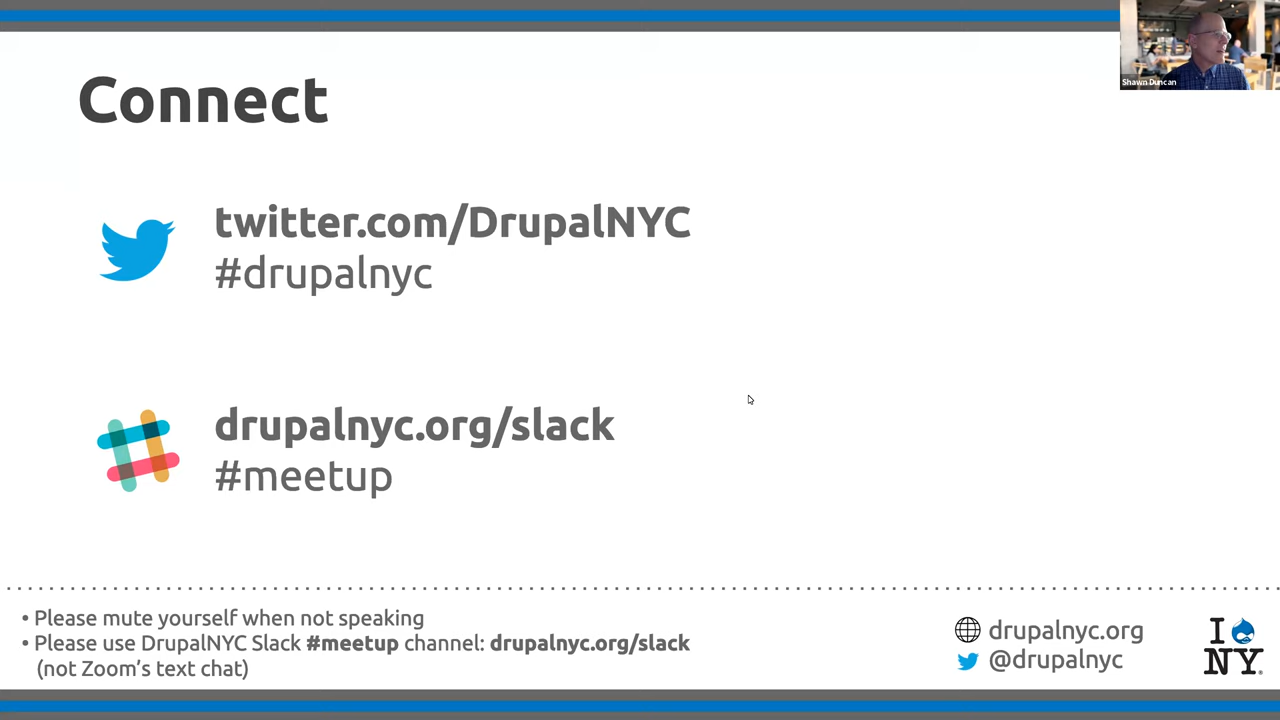 Shawn Duncan
Connect
twitter.com/DrupalNYC
#drupalnyc
drupalnyc.org/slack
#meetup
• Please mute yourself when not speaking
• Please use DrupalNYC Slack #meetup channel: drupalnyc.org/slack
(not Zoom's text chat)
drupalnyc.org
@drupalnyc
I
NY®